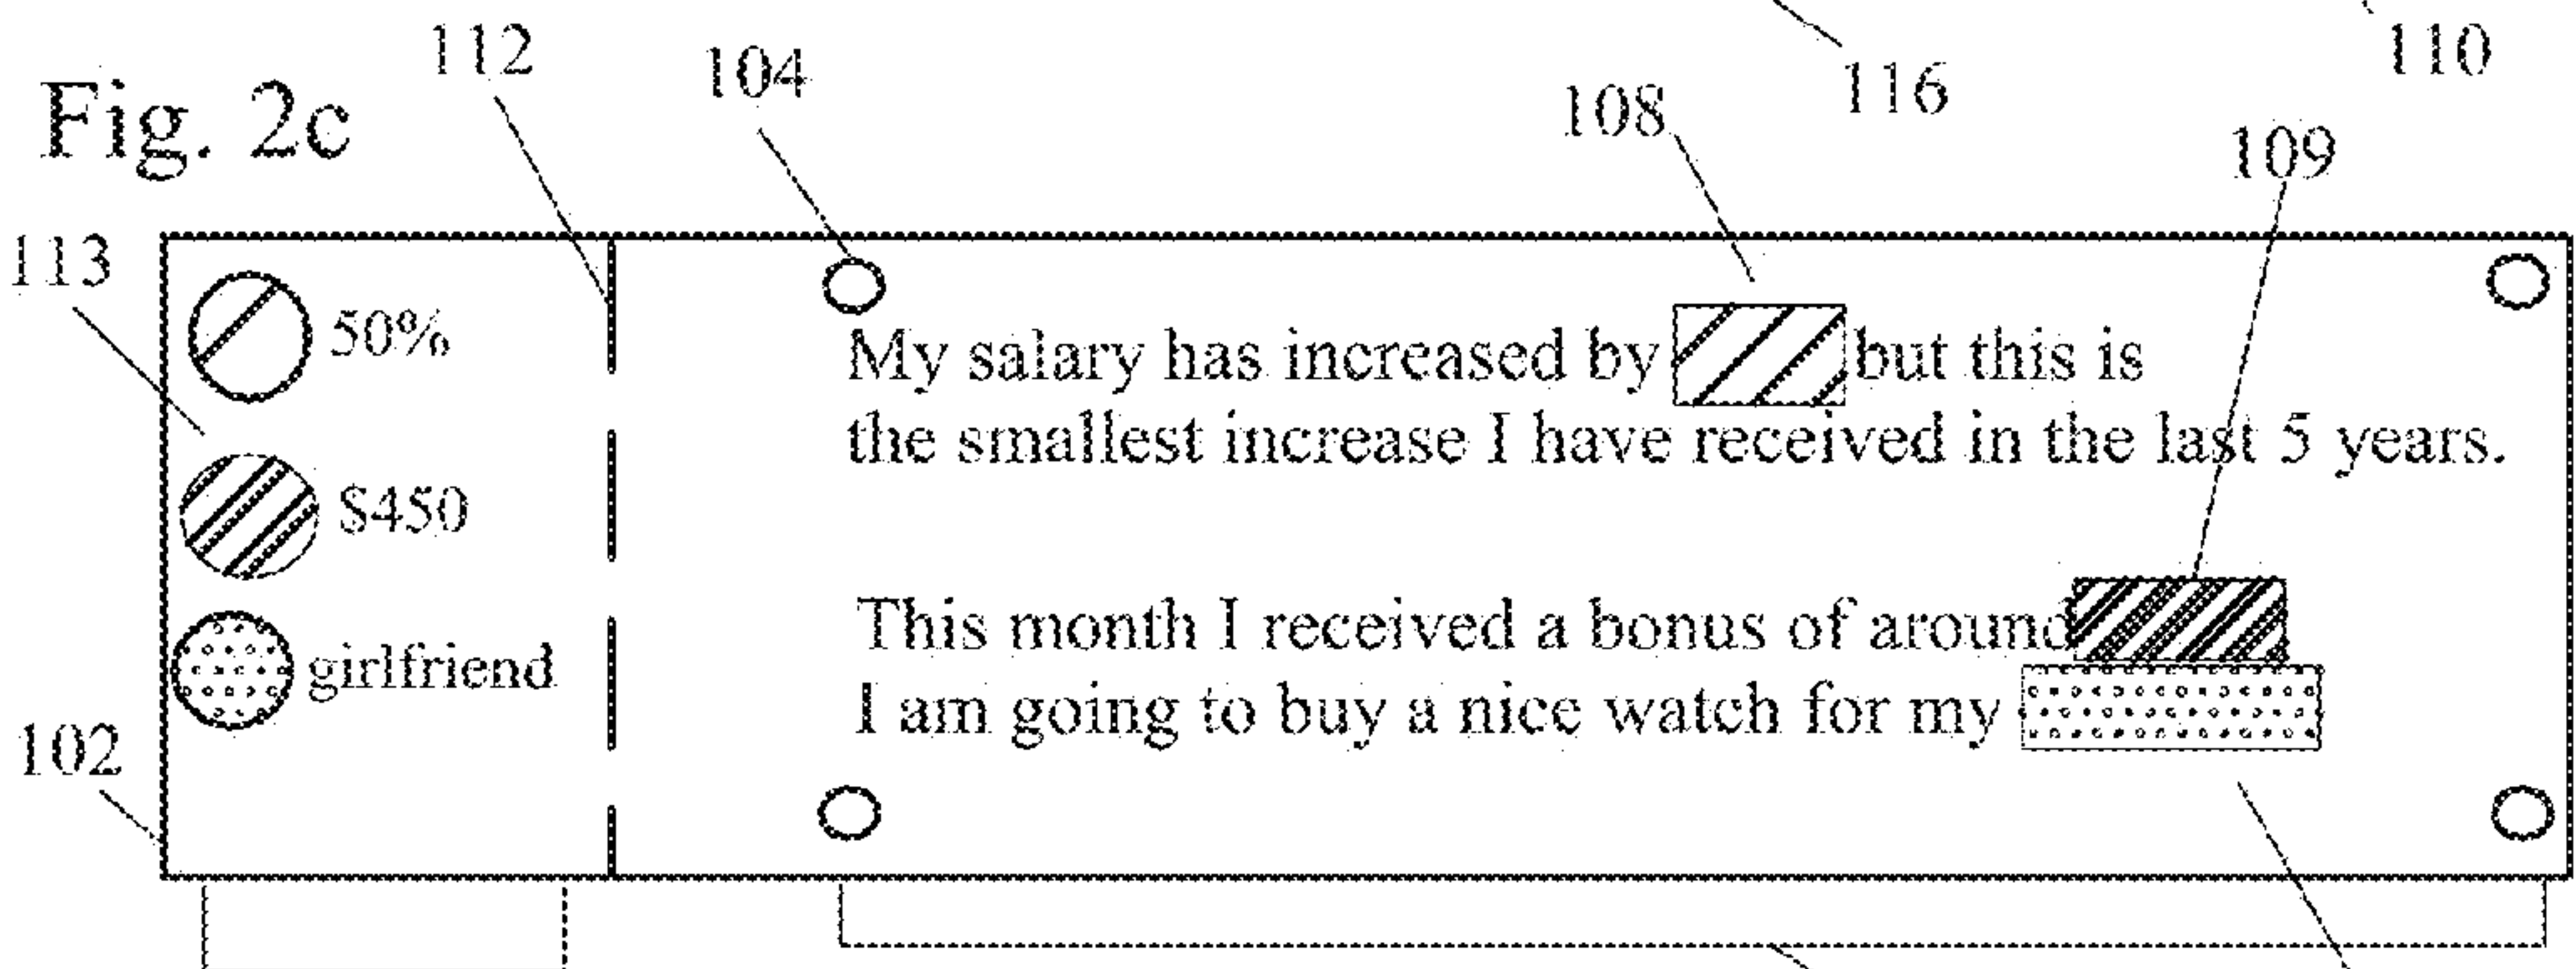 116
110
Fig. 2c
112
104
108
109
113
50%
My salary has increased by but this is
the smallest increase I have received in the last 5 years.
$450
This month I received a bonus of around
girlfriend
I am going to buy a nice watch for my
102